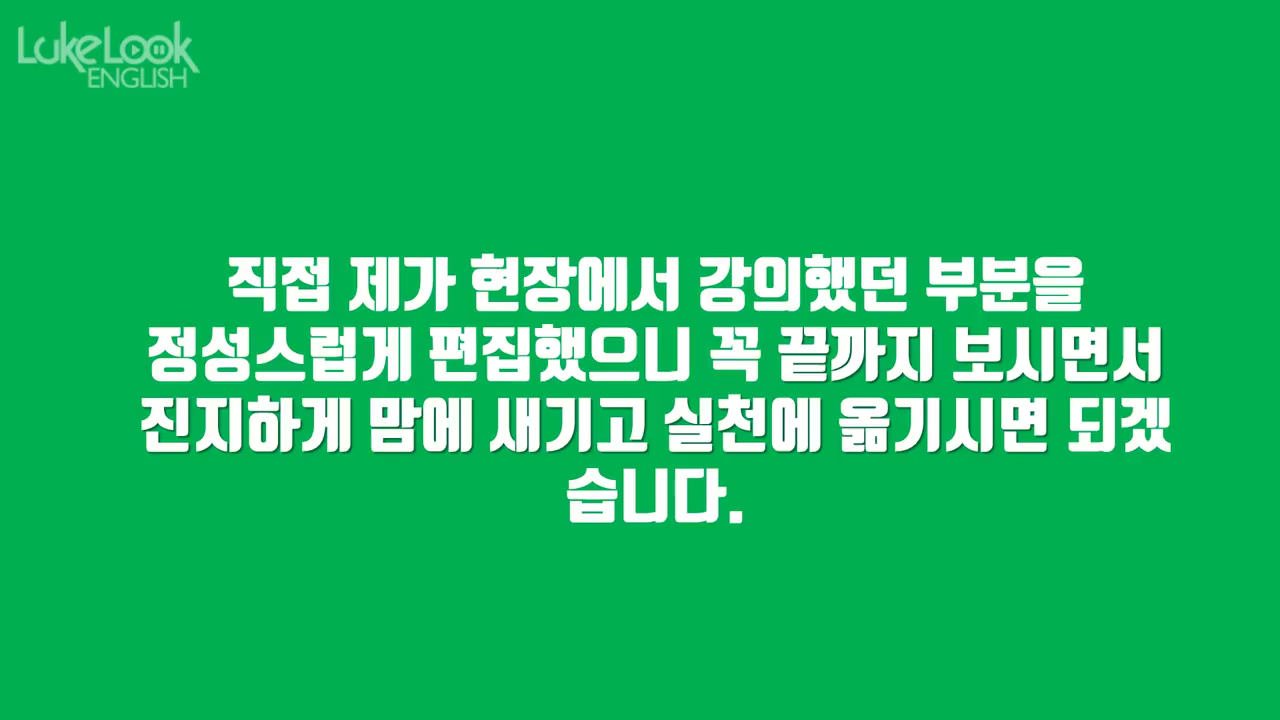 LukeLook
ENGLISH
직접 제가 현장에서 강의했던 부분을
정성스럽게 편집했으니 꼭 끝까지 보시면서
진지하게 맘에 새기고 실천에 옮기시면 되겠
습니다.